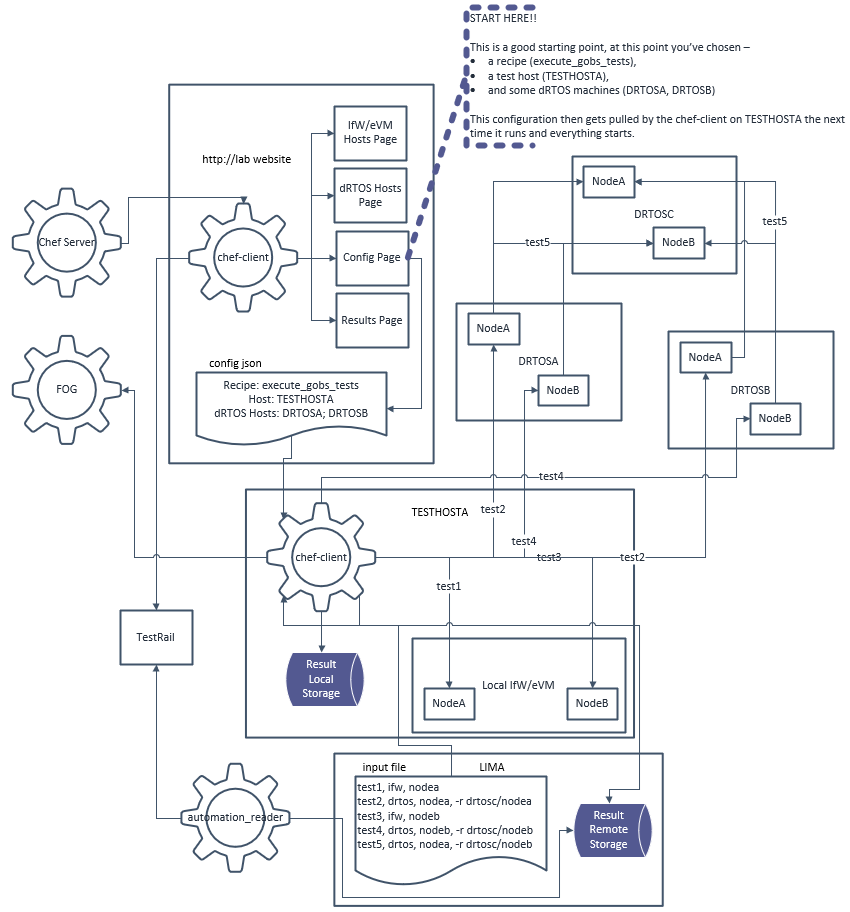 START HERE!!
This is a good starting point, at this point you've chosen –
• a recipe (execute_gobs_tests),
• a test host (TESTHOSTA),
• and some dRTOS machines (DRTOSA, DRTOSB)
This configuration then gets pulled by the chef-client on TESTHOSTA the next
time it runs and everything starts.
http://lab website
IfW/eVM
Hosts Page
dRTOS Hosts
Page
Config Page
Results Page
Chef Server
chef-client
FOG
config json
Recipe: execute_gobs_tests
Host: TESTHOSTA
dRTOS Hosts: DRTOSA; DRTOSB
NodeA
DRTOSC
NodeB
test5
test5
NodeA
DRTOSA
NodeB
NodeA
DRTOSB
NodeB
test4
TESTHOSTA
test2
chef-client
test4
test3
test2
test1
TestRail
Result
Local
Storage
Local IfW/eVM
NodeA
NodeB
input file
LIMA
test1, ifw, nodea
test2, drtos, nodea, -r drtosc/nodea
test3, ifw, nodeb
test4, drtos, nodeb, -r drtosc/nodeb
test5, drtos, nodea, -r drtosc/nodeb
automation_reader
Result
Remote
Storage